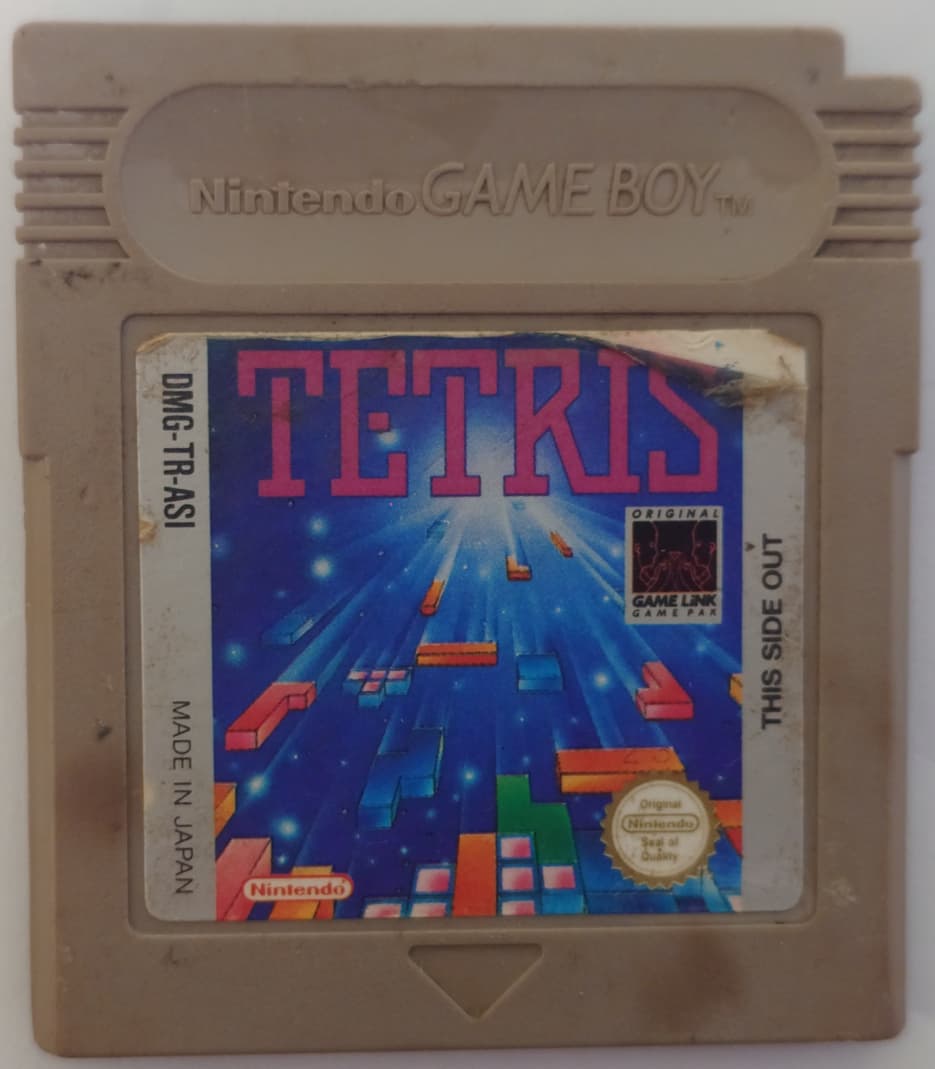 Nintendo GAME BOY TM
TETRIS
DMG-TR-ASI
MADE IN JAPAN
ORIGINAL
GAME LINK
GAME PAK
THIS SIDE OUT
26
Original
Nintendo
Seal of
Quality
Nintendo